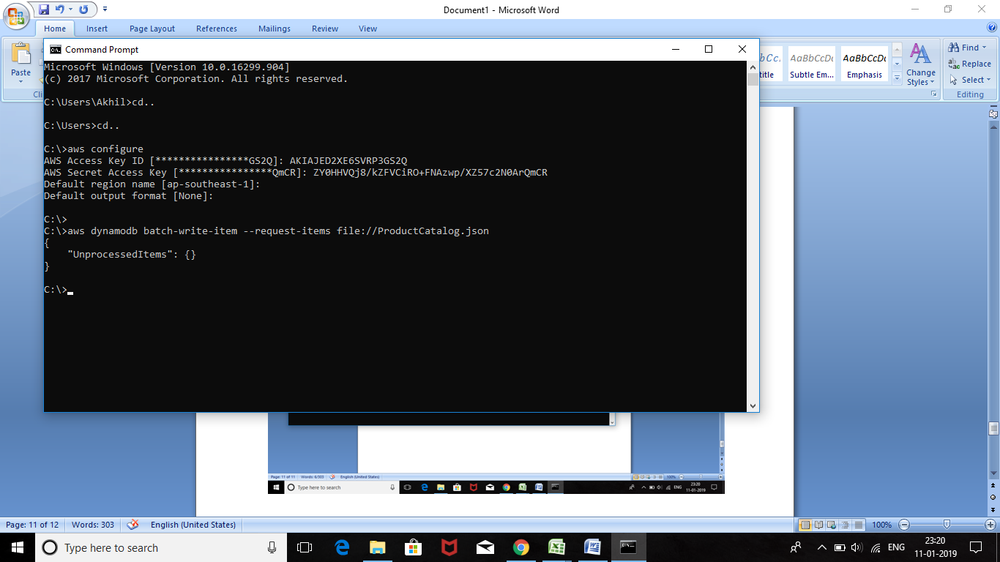 Document1 - Microsoft Word
Home Insert Page Layout References Mailings Review View
Command Prompt
Paste
Subtle Em...
Emphasis
Change
Styles
Find
Replace
Select
Editing
Microsoft Windows [Version 10.0.16299.904]
(c) 2017 Microsoft Corporation. All rights reserved.
C:\Users\Akhil>cd..
C:\Users>cd..
C:\>aws configure
AWS Access Key ID [****************GS2Q]: AKIAJED2XE6SVRP3GS2Q
AWS Secret Access Key [****************QmCR]: 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
Default region name [ap-southeast-1]:
Default output format [None]:
C:\>
C:\>aws dynamodb batch-write-item --request-items file://ProductCatalog.json
{
    "UnprocessedItems": {}
}
C:\>
Page: 11 of 11 Words: 6/303 English (United States) 100%
Type here to search ENG 23:20
11-01-2019
Page: 11 of 12 Words: 303 English (United States) 100%
Type here to search ENG 23:20
11-01-2019